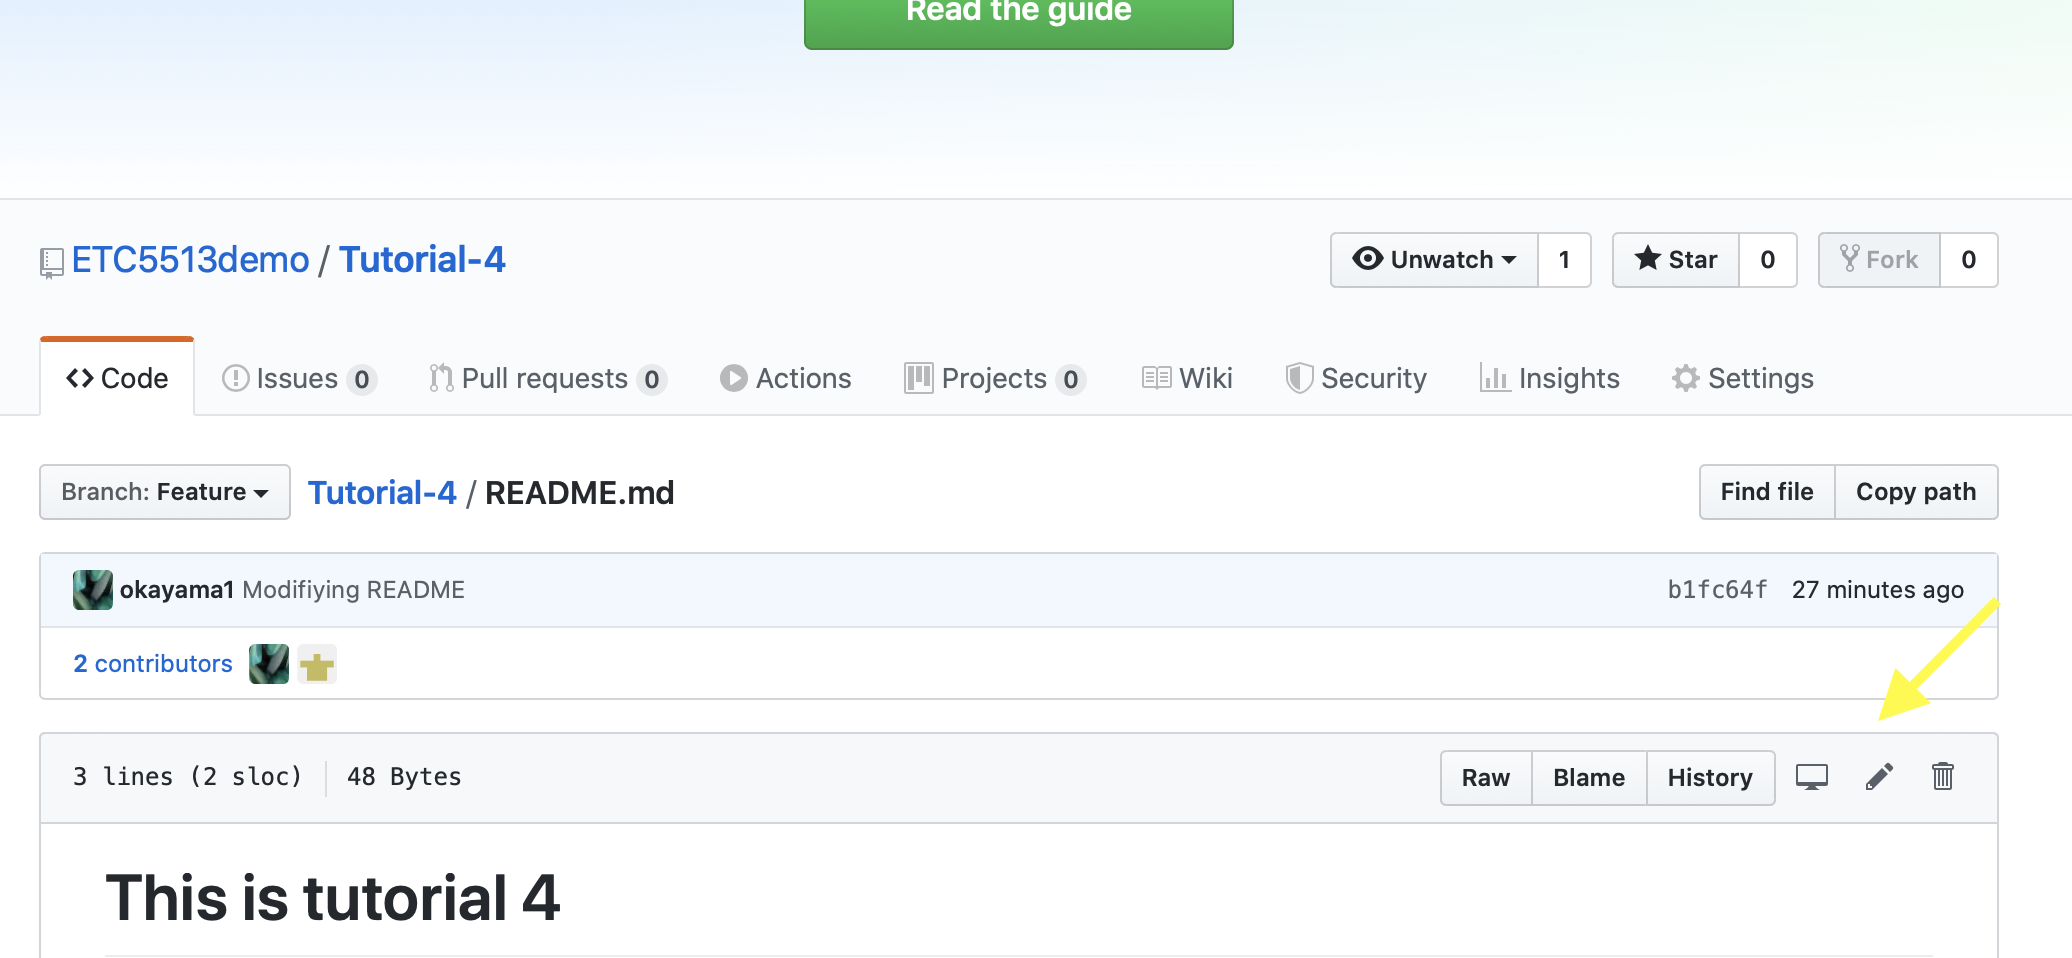 Read the guide
ETC5513demo / Tutorial-4
Unwatch 1 Star 0 Fork 0
Code Issues 0 Pull requests 0 Actions Projects 0 Wiki Security Insights Settings
Branch: Feature Tutorial-4 / README.md Find file Copy path
okayama1 Modifiying README b1fc64f 27 minutes ago
2 contributors
3 lines (2 sloc) 48 Bytes Raw Blame History
This is tutorial 4